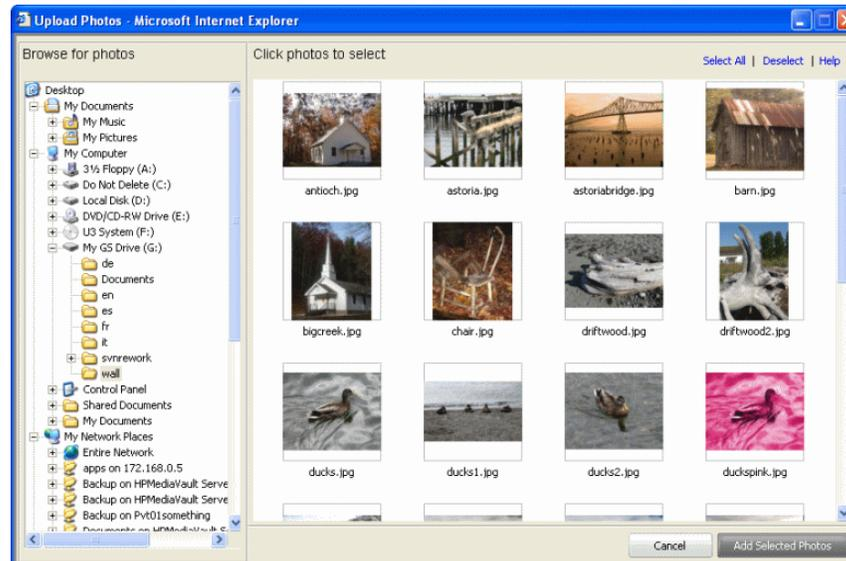 Upload Photos - Microsoft Internet Explorer
Browse for photos
Click photos to select
Select All | Deselect | Help
Desktop
My Documents
My Music
My Pictures
My Computer
3½ Floppy (A:)
Do Not Delete (C:)
Local Disk (D:)
DVD/CD-RW Drive (E:)
U3 System (F:)
My GS Drive (G:)
de
Documents
en
es
fr
it
svnrework
wall
Control Panel
Shared Documents
My Documents
My Network Places
Entire Network
apps on 172.168.0.5
Backup on HPMediaVault Serve
Backup on HPMediaVault Serve
Backup on Pvt01something
Documents on HPMediaVault S
antioch.jpg
astoria.jpg
astoriabridge.jpg
barn.jpg
bigcreek.jpg
chair.jpg
driftwood.jpg
driftwood2.jpg
ducks.jpg
ducks1.jpg
ducks2.jpg
duckspink.jpg
Cancel
Add Selected Photos